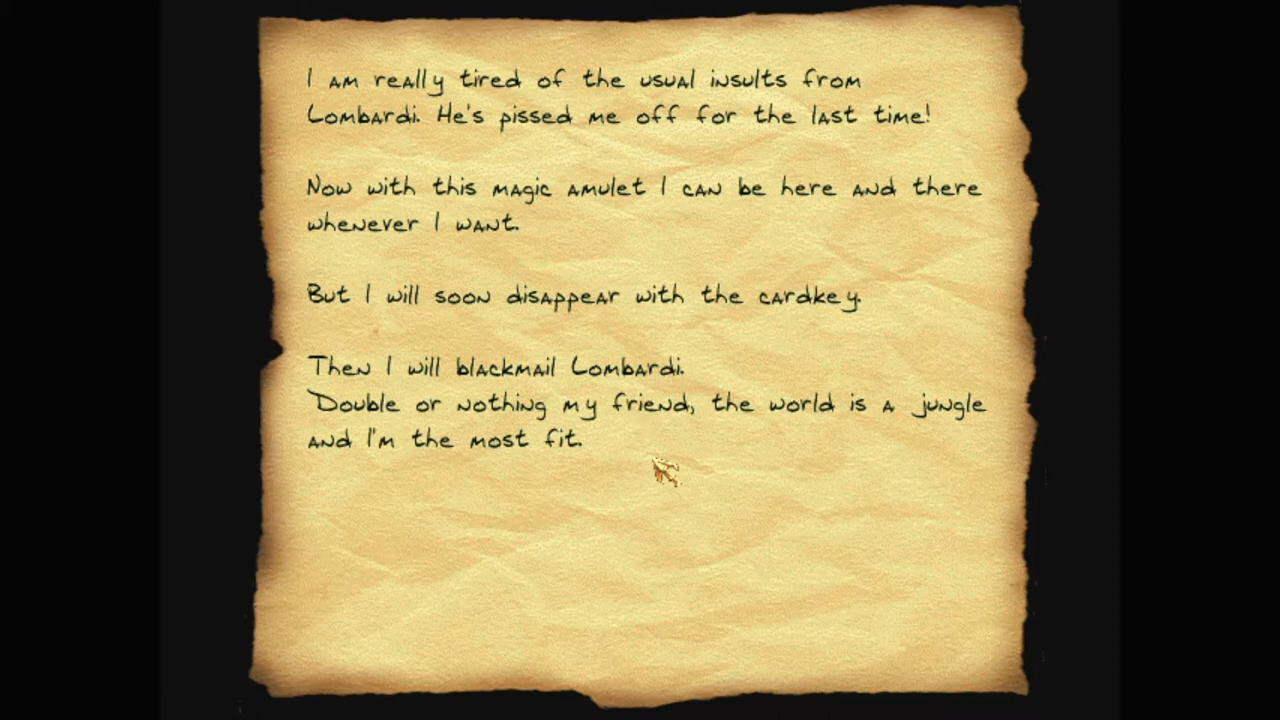 I am really tired of the usual insults from
Lombardi. He's pissed me off for the last time!
Now with this magic amulet I can be here and there
whenever I want.
But I will soon disappear with the cardkey.
Then I will blackmail Lombardi.
Double or nothing my friend, the world is a jungle
and I'm the most fit.